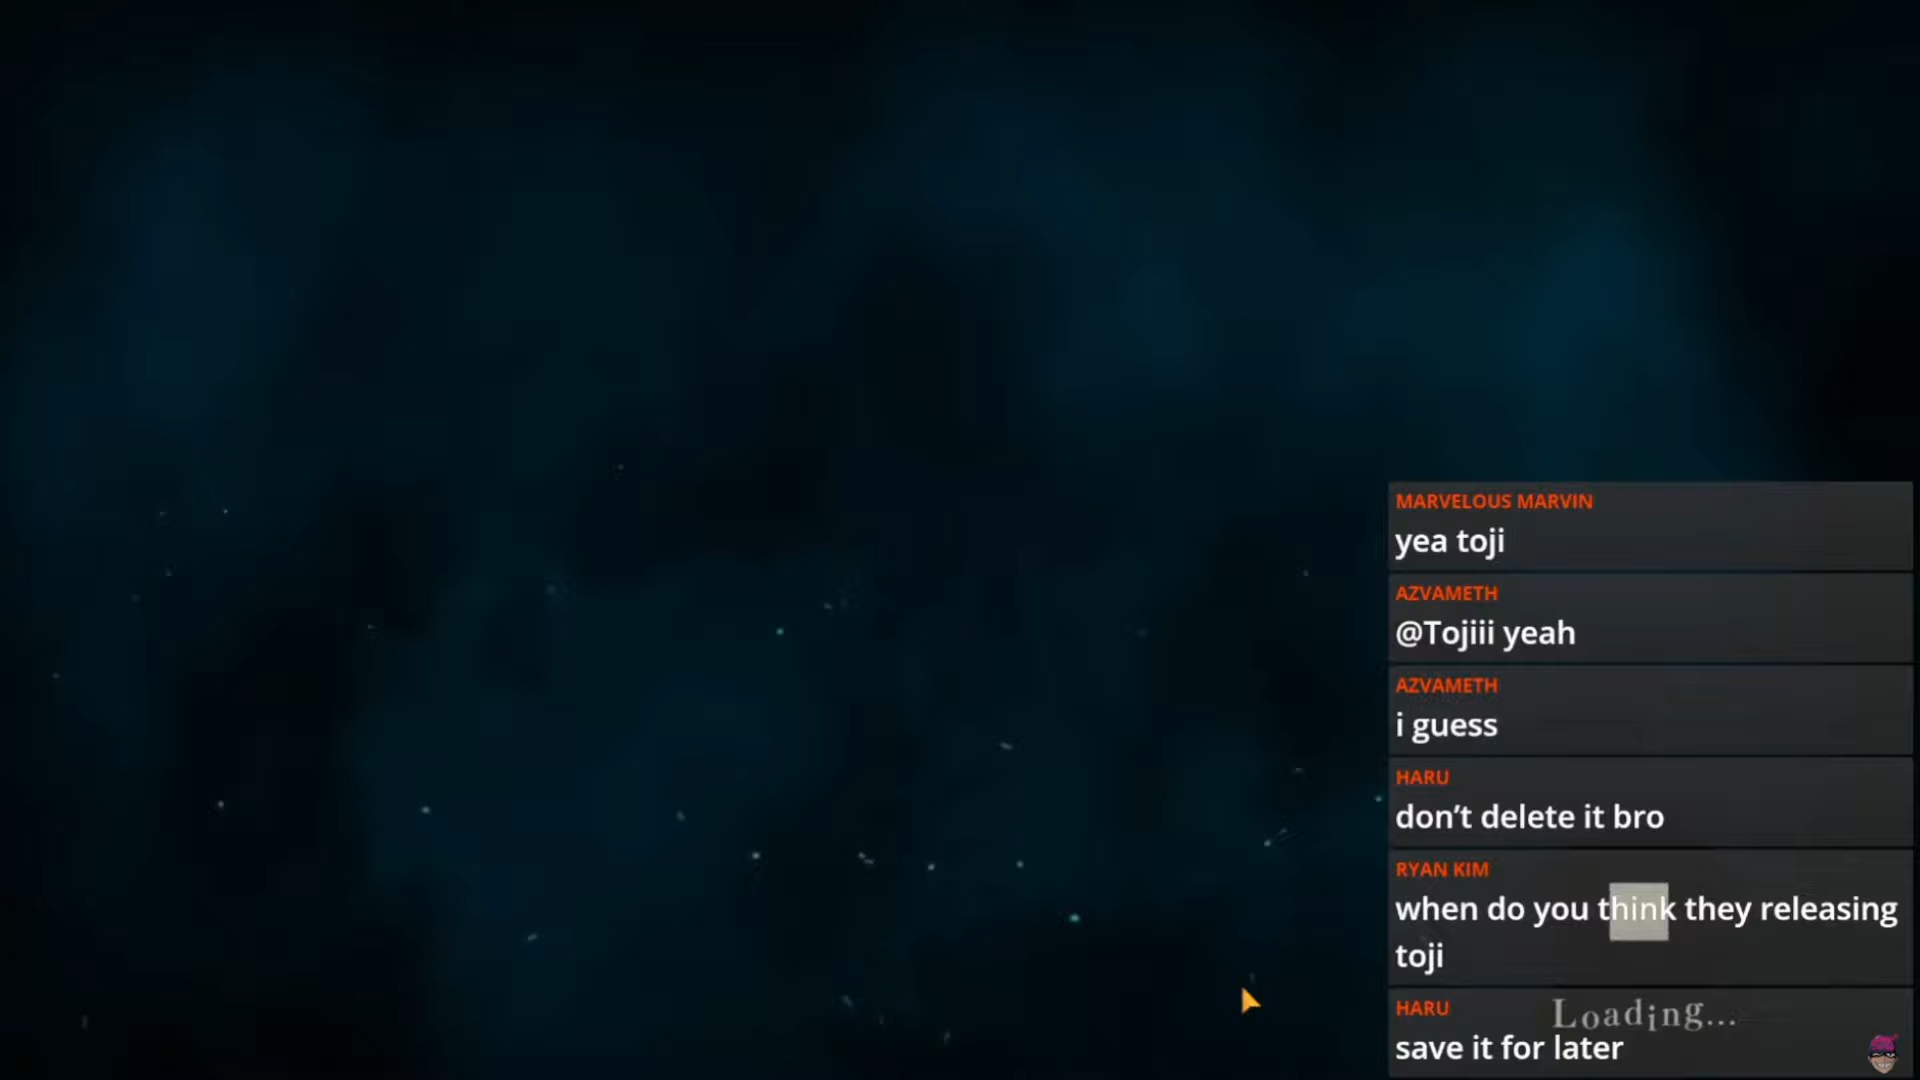 MARVELOUS MARVIN
yea toji
AZVAMETH
@Tojiii yeah
AZVAMETH
i guess
HARU
don’t delete it bro
RYAN KIM
when do you think they releasing
toji
HARU
Loading...
save it for later